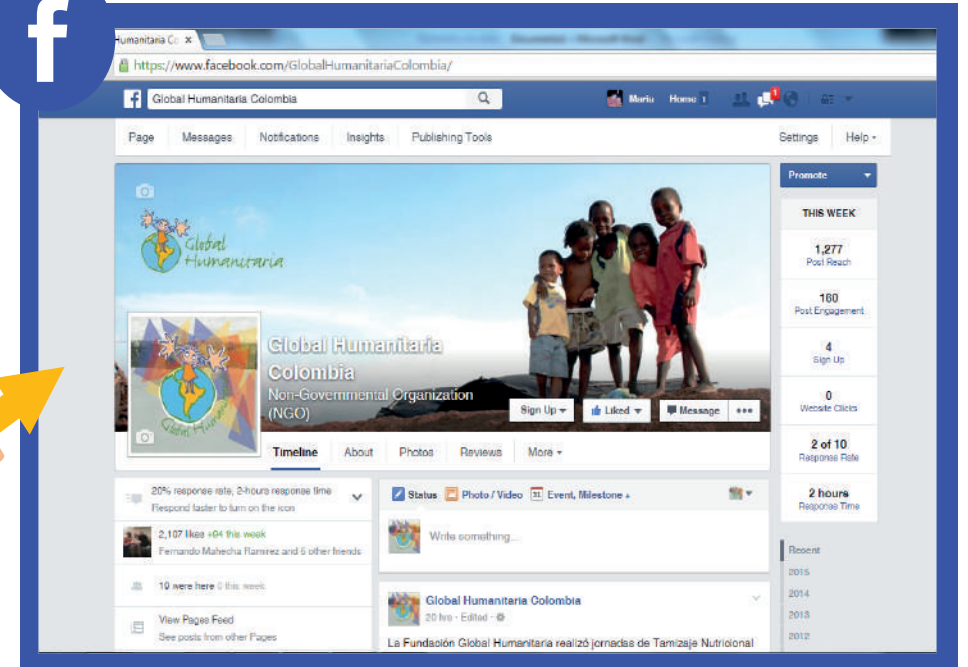 f
Humanitaria Co ×
https://www.facebook.com/GlobalHumanitariaColombia/
f Global Humanitaria Colombia
Mariu Home 1
1
Page Messages Notifications Insights Publishing Tools Settings Help
Promote
THIS WEEK
1,277
Post Reach
160
Post Engagement
4
Sign Up
0
Website Clicks
2 of 10
Response Rate
2 hours
Response Time
Recent
2015
2014
2013
2012
Global
Humanitaria
Global Humanitaria
Colombia
Non-Governmental Organization
(NGO)
Sign Up Liked Message •••
Timeline About Photos Reviews More
20% response rate, 2-hours response time
Respond faster to turn on the icon
2,107 likes +94 this week
Fernando Mahecha Ramirez and 6 other friends
19 were here 0 this week
View Pages Feed
See posts from other Pages
Status Photo / Video 31 Event, Milestone +
Write something...
Global Humanitaria Colombia
20 hrs · Edited ·
La Fundación Global Humanitaria realizó jornadas de Tamizaje Nutricional